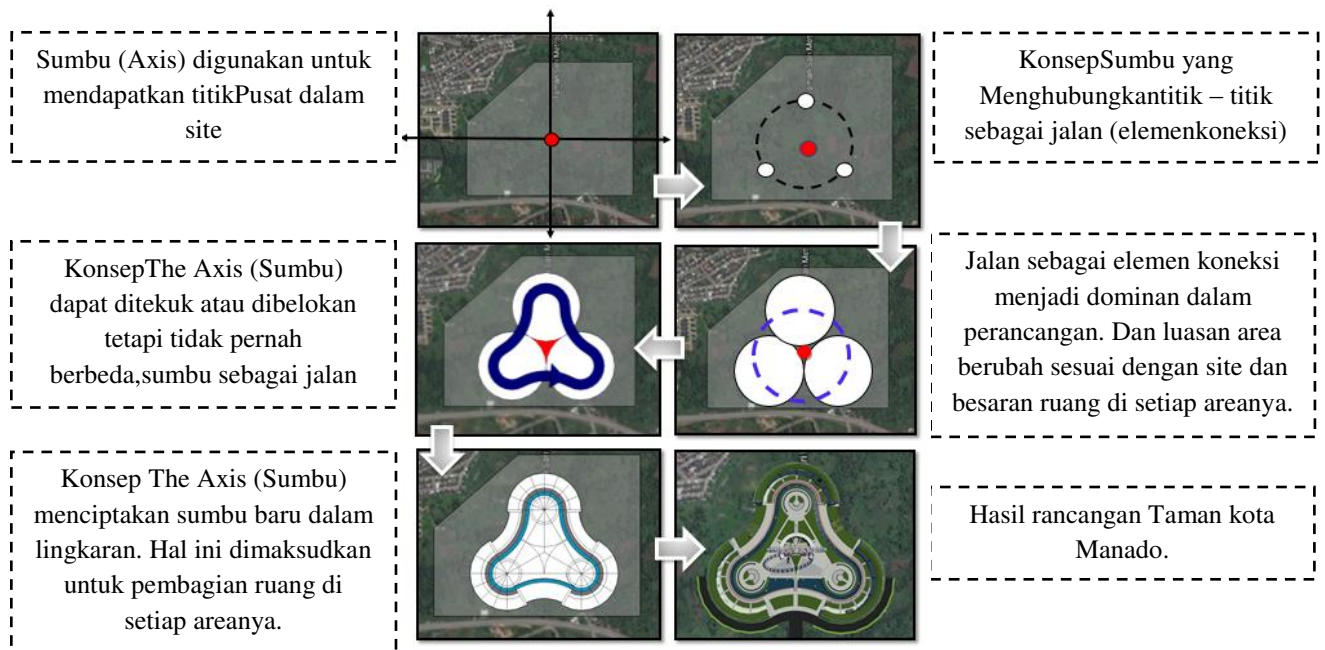 Sumbu (Axis) digunakan untuk
mendapatkan titikPusat dalam
site
KonsepSumbu yang
Menghubungkantitik – titik
sebagai jalan (elemenkoneksi)
KonsepThe Axis (Sumbu)
dapat ditekuk atau dibelokan
tetapi tidak pernah
berbeda,sumbu sebagai jalan
Jalan sebagai elemen koneksi
menjadi dominan dalam
perancangan. Dan luasan area
berubah sesuai dengan site dan
besaran ruang di setiap areanya.
Konsep The Axis (Sumbu)
menciptakan sumbu baru dalam
lingkaran. Hal ini dimaksudkan
untuk pembagian ruang di
setiap areanya.
Hasil rancangan Taman kota
Manado.